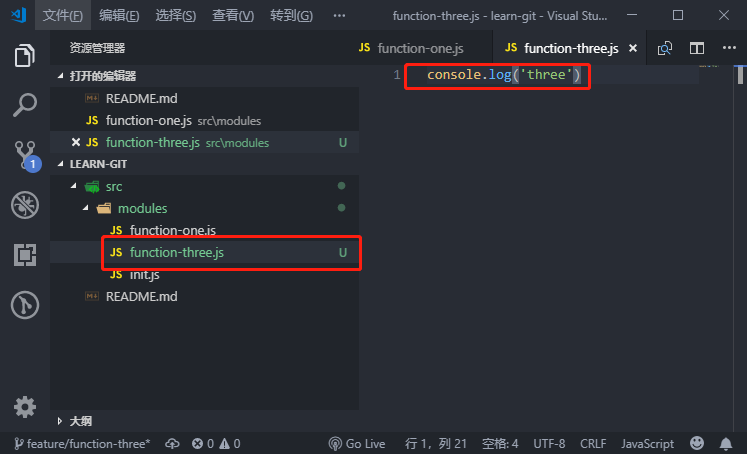 文件(F) 编辑(E) 选择(S) 查看(V) 转到(G) ··· function-three.js - learn-git - Visual Stu...
资源管理器
JS function-one.js
JS function-three.js
打开的编辑器
README.md
JS function-one.js src\modules
JS function-three.js src\modules U
LEARN-GIT
src
modules
JS function-one.js
JS function-three.js U
JS init.js
README.md
大纲
1 console.log('three')
1
feature/function-three* 0 0 Go Live 行 1，列 21 空格: 4 UTF-8 CRLF JavaScript